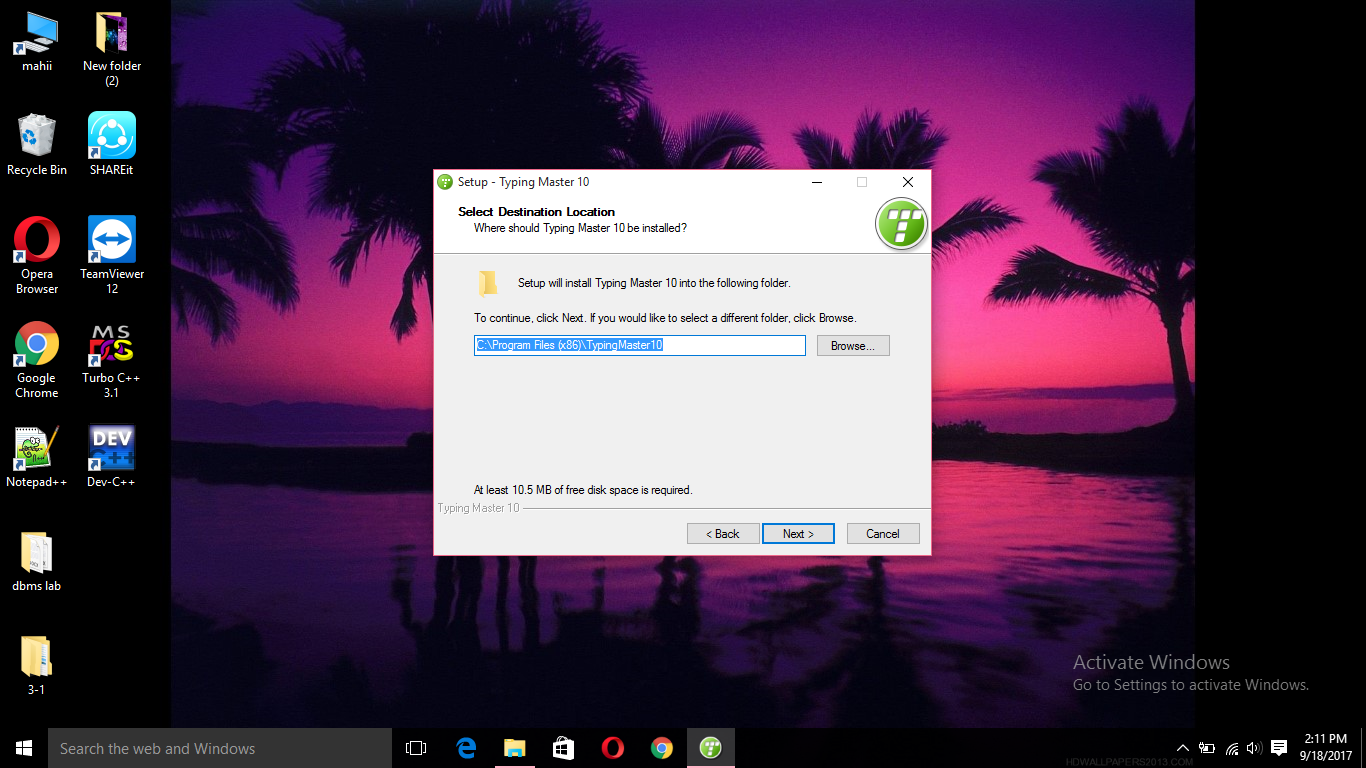 mahii
New folder
(2)
Recycle Bin
SHAREit
Opera
Browser
TeamViewer
12
Google
Chrome
MS
DOS
Turbo C++
3.1
Notepad++
DEV
C++
Dev-C++
dbms lab
3-1
Setup - Typing Master 10
Select Destination Location
Where should Typing Master 10 be installed?
Setup will install Typing Master 10 into the following folder.
To continue, click Next. If you would like to select a different folder, click Browse.
C:\Program Files (x86)\TypingMaster10
Browse...
At least 10.5 MB of free disk space is required.
Typing Master 10
< Back
Next >
Cancel
Activate Windows
Go to Settings to activate Windows.
HDWALLPAPERS2013.COM
Search the web and Windows
2:11 PM
9/18/2017